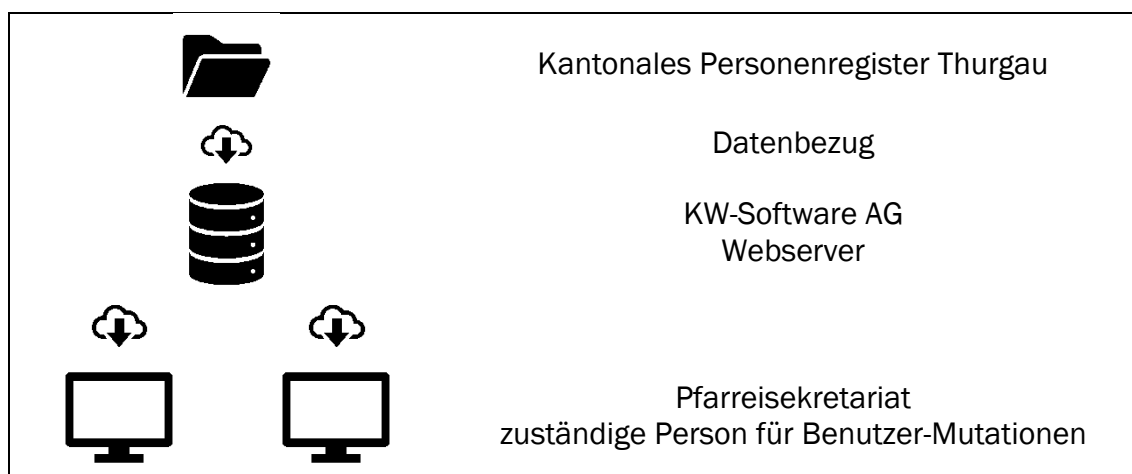 Kantonales Personenregister Thurgau
Datenbezug
KW-Software AG
Webserver
Pfarreisekretariat
zuständige Person für Benutzer-Mutationen